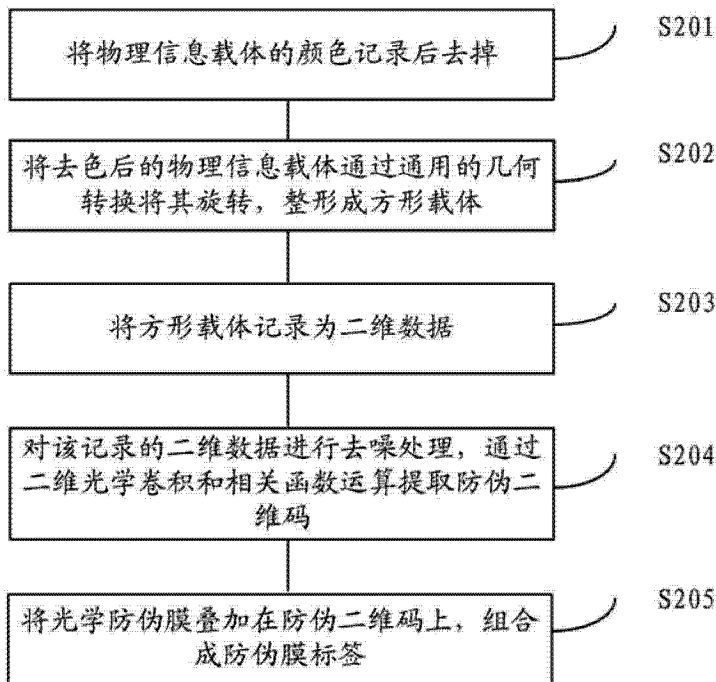 将物理信息载体的颜色记录后去掉
S201
将去色后的物理信息载体通过通用的几何
转换将其旋转，整形成方形载体
S202
将方形载体记录为二维数据
S203
对该记录的二维数据进行去噪处理，通过
二维光学卷积和相关函数运算提取防伪二
维码
S204
将光学防伪膜叠加在防伪二维码上，组合
成防伪膜标签
S205